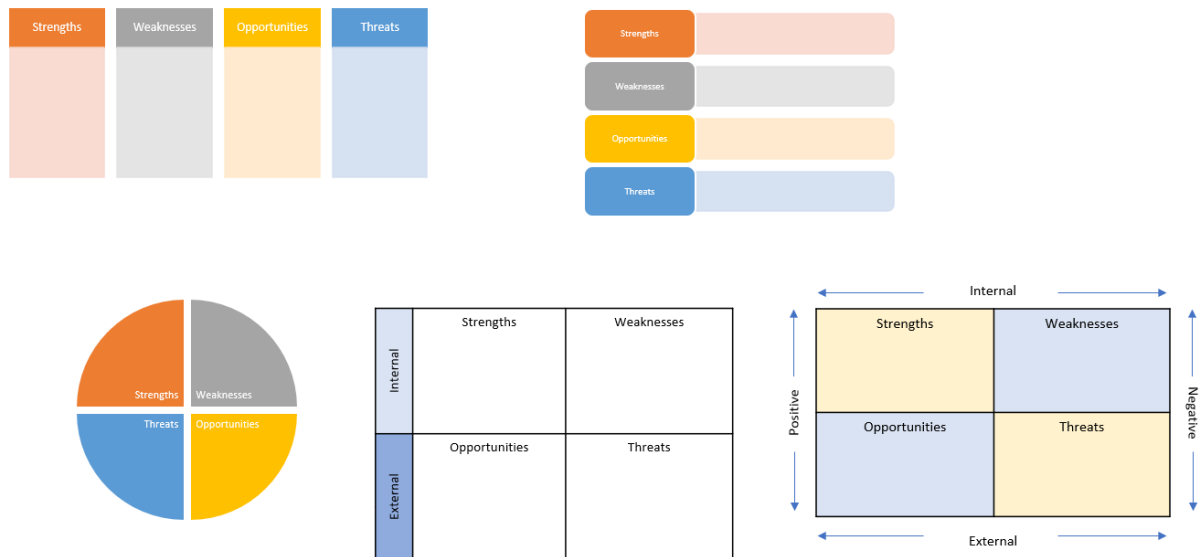 Strengths
Weaknesses
Opportunities
Threats
Strengths
Weaknesses
Opportunities
Threats
Strengths
Weaknesses
Threats
Opportunities
Internal
Strengths
Weaknesses
External
Opportunities
Threats
Internal
Positive
Strengths
Weaknesses
Negative
Opportunities
Threats
External